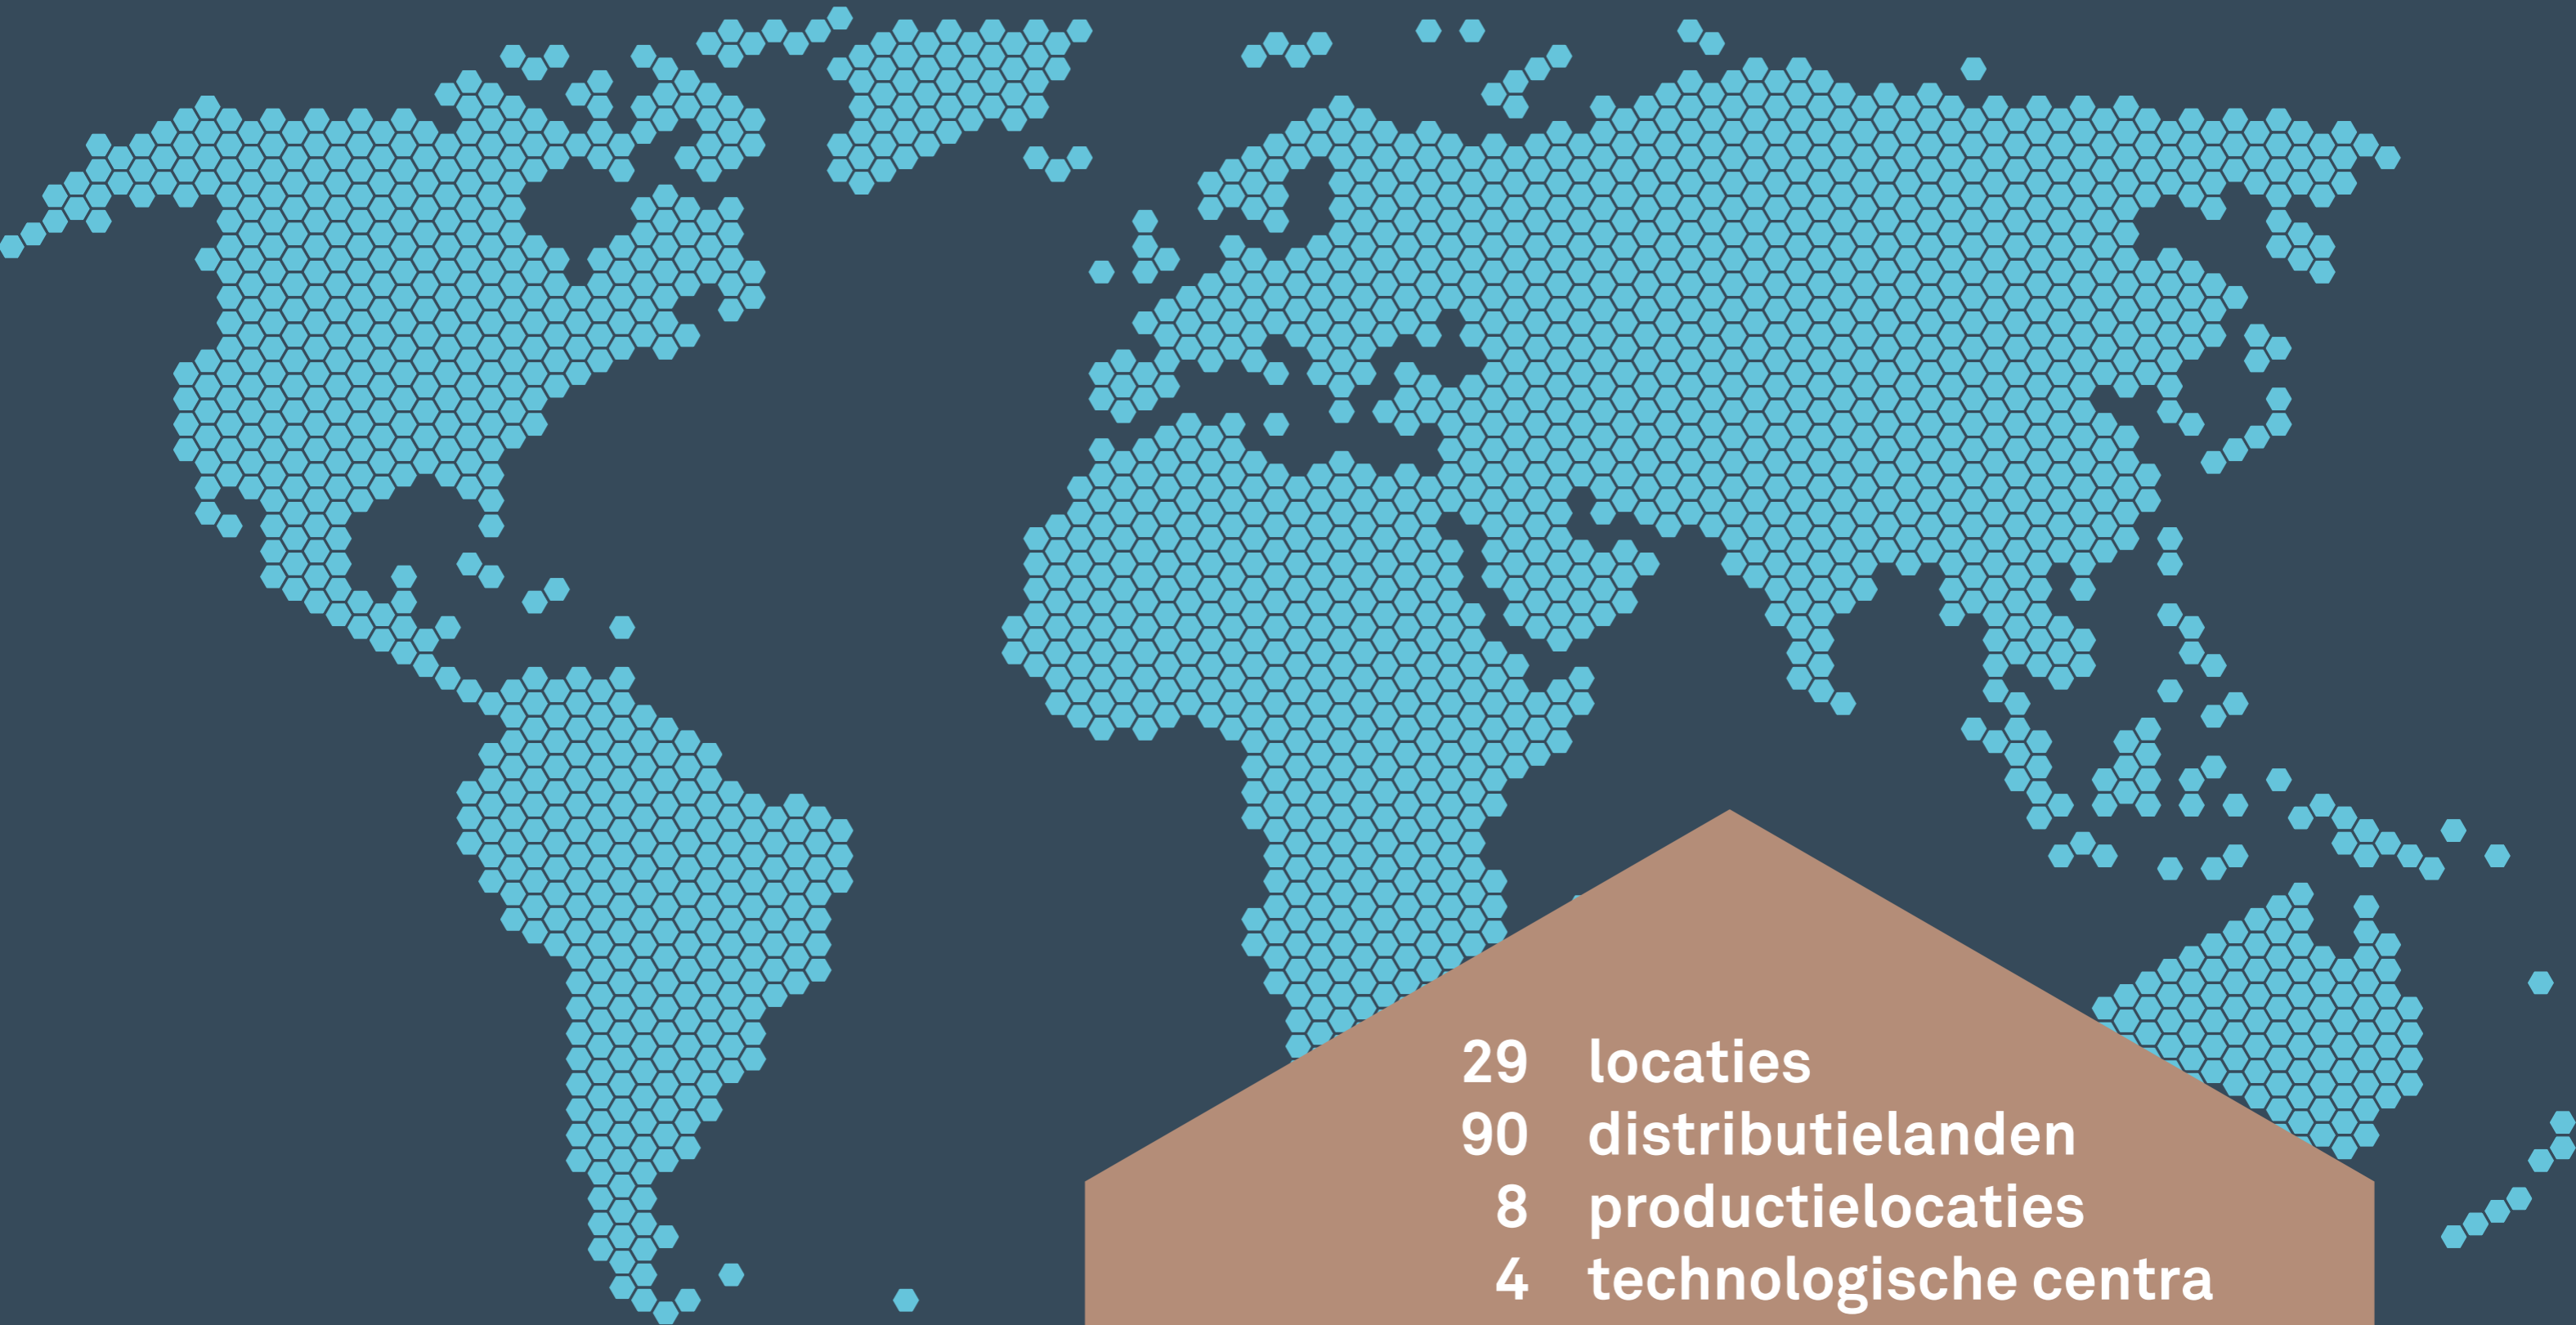 29 locaties
90 distributielanden
8 productielocaties
4 technologische centra